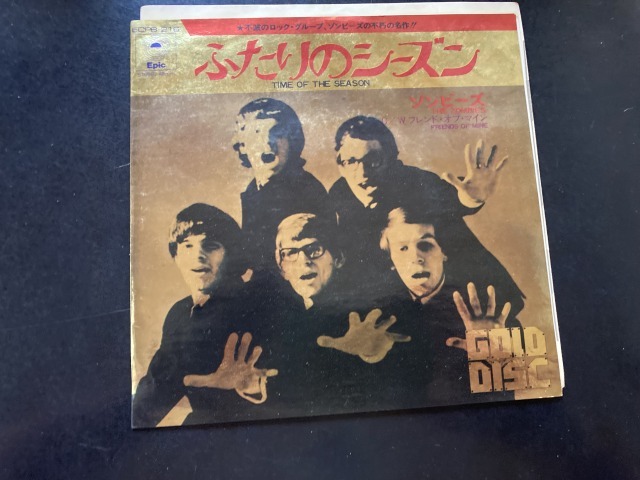 ★不滅のロック・グループ、ゾンビーズの不朽の名作!!
Epic
ふたりのシーズン
TIME OF THE SEASON
ゾンビーズ
フレンド・オブ・マイン
FRIENDS OF MINE
GOLD
DISC